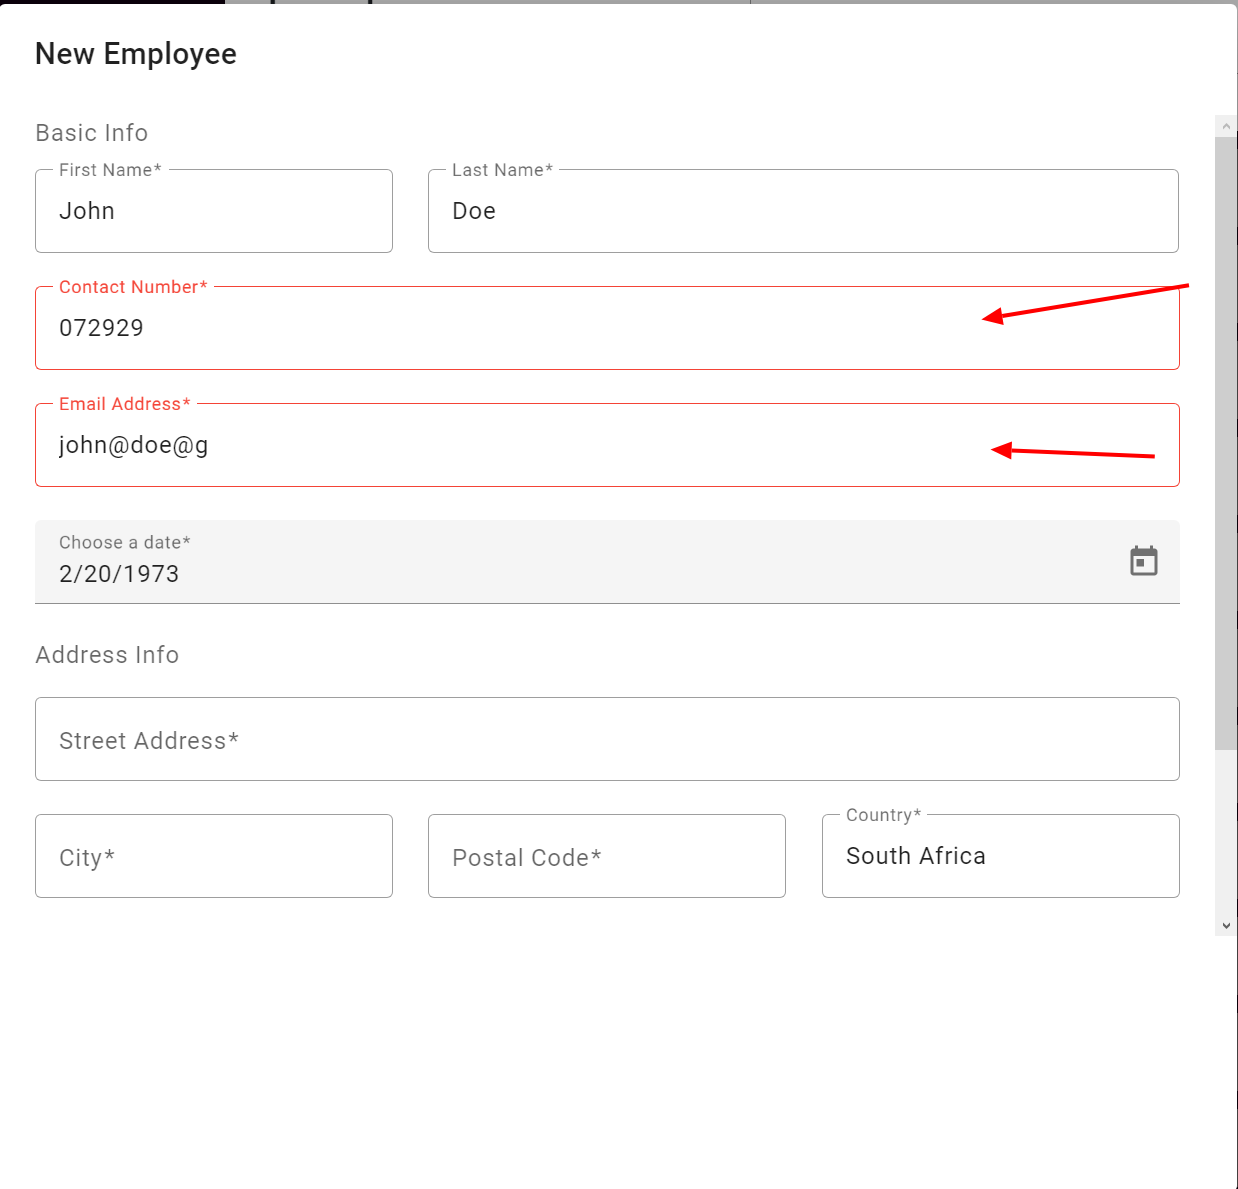 New Employee
Basic Info
First Name*
Last Name*
John
Doe
Contact Number*
072929
Email Address*
john@doe@g
Choose a date*
2/20/1973
Address Info
Street Address*
Country*
City*
Postal Code*
South Africa